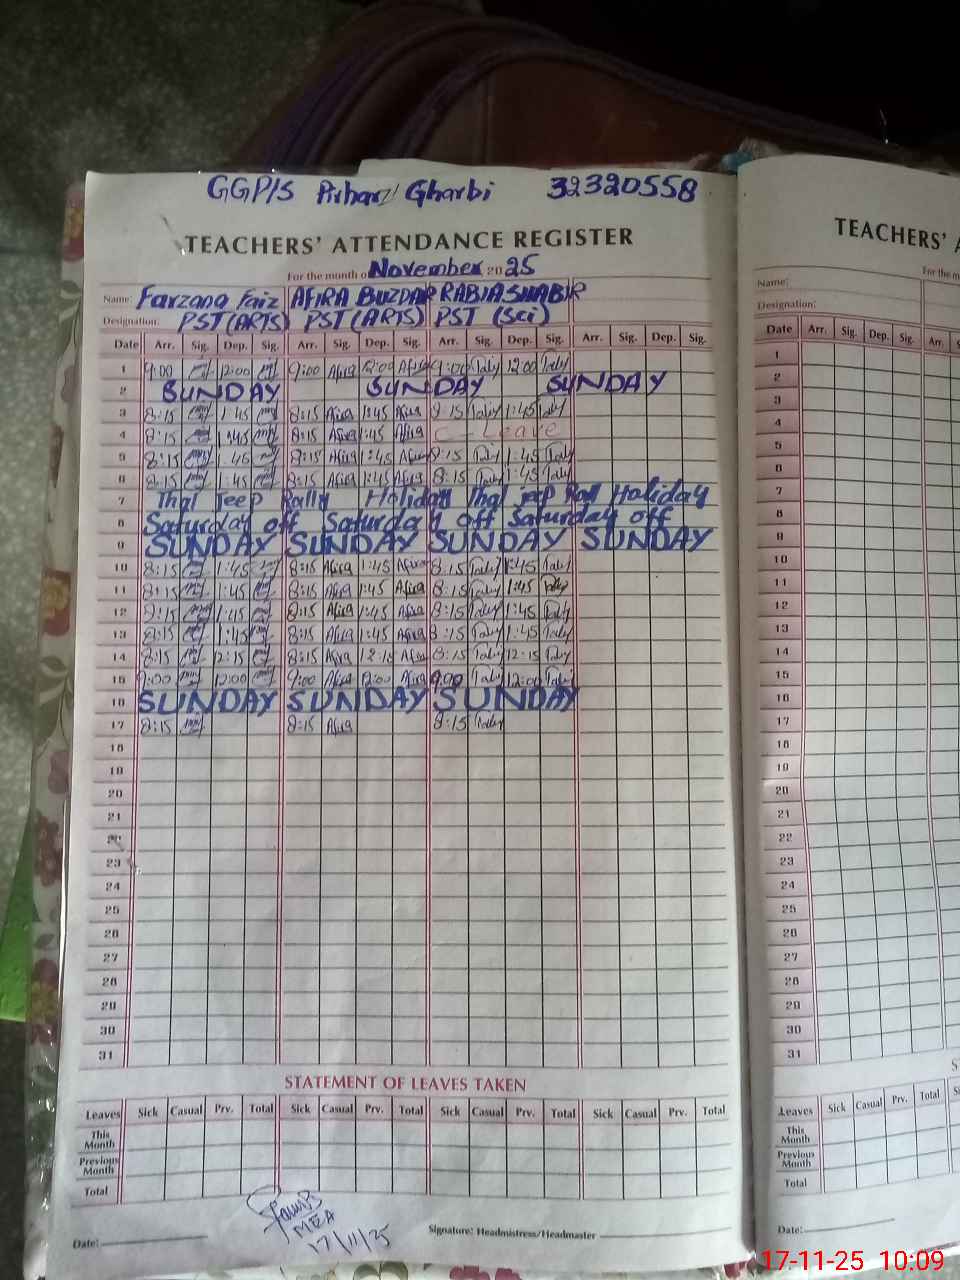 GGP/S Pirhar Gharbi 32320558
TEACHERS' ATTENDANCE REGISTER
For the month of November 2025
Name: Farzana Faiz AFIRA BUZDAR RABIA SHABIR
Designation: PST (ARTS) PST (ARTS) PST (Sci)
Date Arr. Sig. Dep. Sig. Arr. Sig. Dep. Sig. Arr. Sig. Dep. Sig. Arr. Sig. Dep. Sig.
1 9:00 12:00 9:00 Afira 12:00 Afira 9:00 12:00
2 SUNDAY SUNDAY SUNDAY
3 8:15 1:45 8:15 Afira 1:45 Afira 8:15 1:45
4 8:15 1:45 8:15 Afira 1:45 Afira C - Leave
5 8:15 1:45 8:15 Afira 1:45 Afira 8:15 1:45
6 8:15 1:45 8:15 Afira 1:45 Afira 8:15 1:45
7 Thal Jeep Rally Holiday Thal Jeep Rall Holiday
8 Saturday off Saturday off Saturday off
9 SUNDAY SUNDAY SUNDAY SUNDAY
10 8:15 1:45 8:15 Afira 1:45 Afira 8:15 1:45
11 8:15 1:45 8:15 Afira 1:45 Afira 8:15 1:45
12 8:15 1:45 8:15 Afira 1:45 Afira 8:15 1:45
13 8:15 1:45 8:15 Afira 1:45 Afira 8:15 1:45
14 8:15 12:15 8:15 Afira 12:15 Afira 8:15 12:15
15 9:00 12:00 9:00 Afira 12:00 Afira 9:00 12:00
16 SUNDAY SUNDAY SUNDAY
17 8:15 8:15 Afira 8:15
18
19
20
21
22
23
24
25
26
27
28
29
30
31
STATEMENT OF LEAVES TAKEN
Leaves Sick Casual Prv. Total Sick Casual Prv. Total Sick Casual Prv. Total Sick Casual Prv. Total
This Month
Previous Month
Total
MEA
17/11/25
Date: Signature: Headmistress/Headmaster
TEACHERS' A
For the m
Name:
Designation:
Date Arr. Sig. Dep. Sig. Arr. S
1
2
3
4
5
6
7
8
9
10
11
12
13
14
15
16
17
18
19
20
21
22
23
24
25
26
27
28
29
30
31
S
Leaves Sick Casual Prv. Total Si
This Month
Previous Month
Total
Date:
17-11-25 10:09